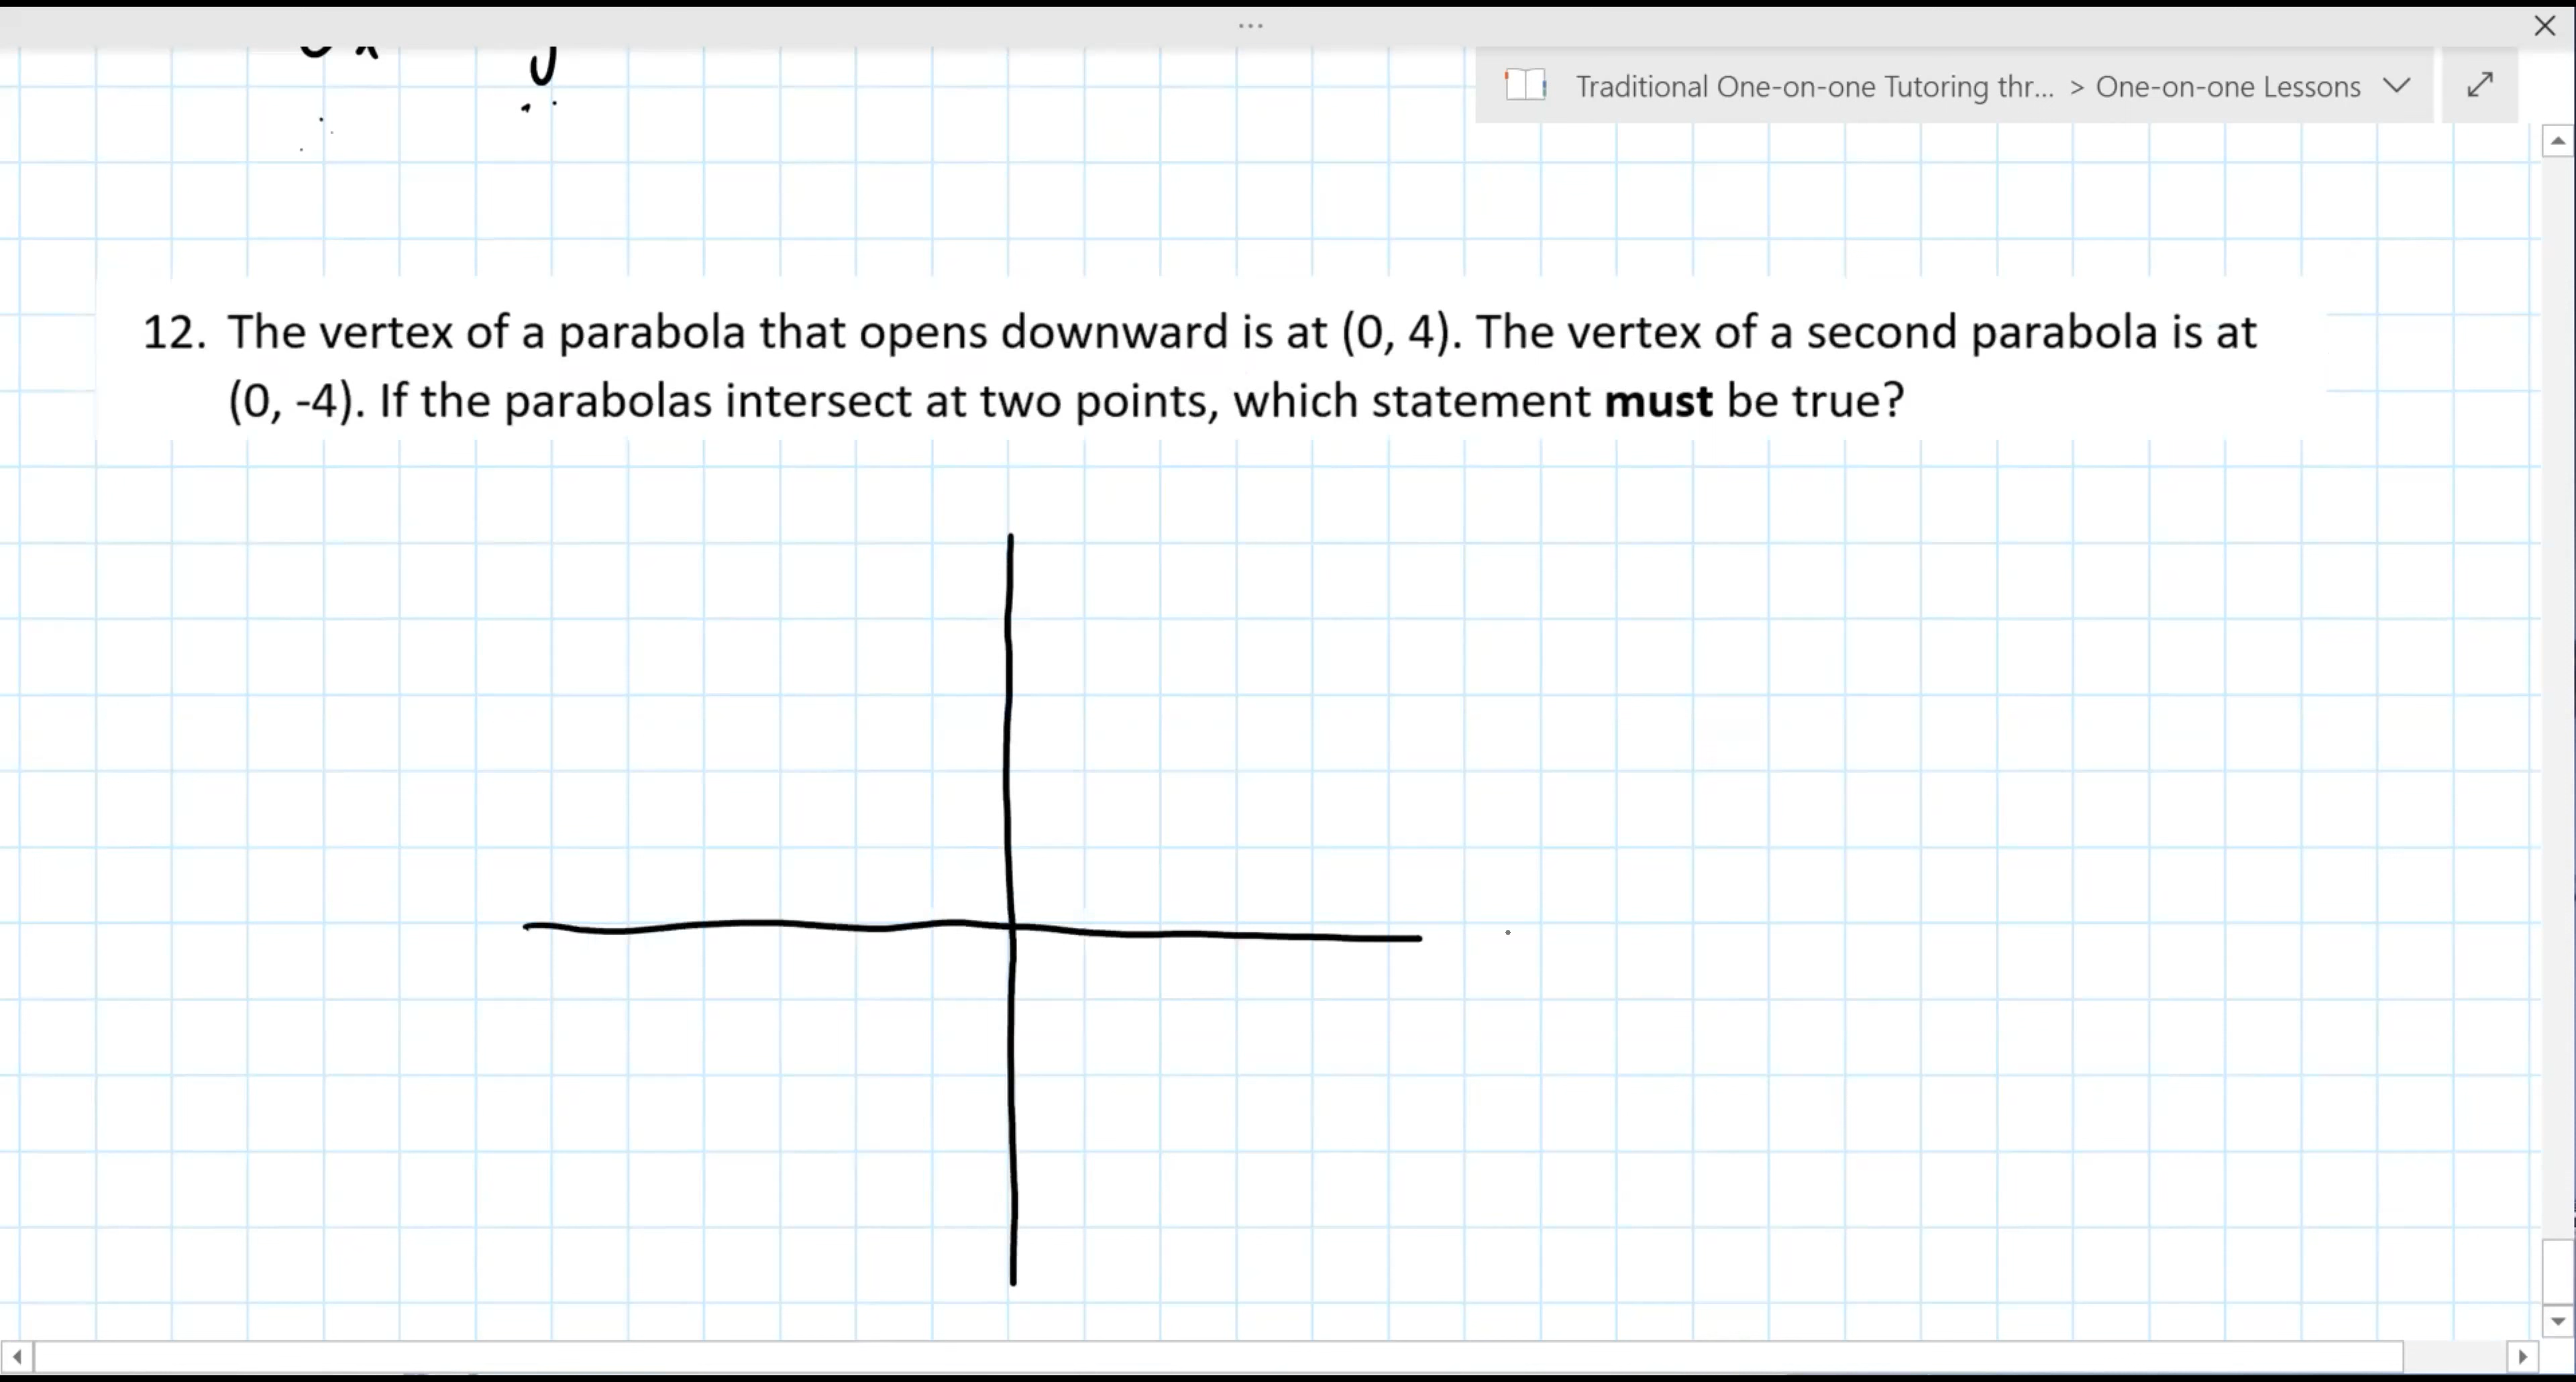 Traditional One-on-one Tutoring thr... > One-on-one Lessons
12. The vertex of a parabola that opens downward is at (0, 4). The vertex of a second parabola is at
(0, -4). If the parabolas intersect at two points, which statement must be true?